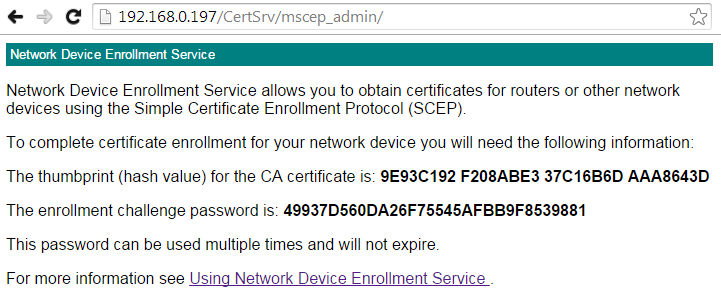 192.168.0.197/CertSrv/mscep_admin/
Network Device Enrollment Service
Network Device Enrollment Service allows you to obtain certificates for routers or other network
devices using the Simple Certificate Enrollment Protocol (SCEP).
To complete certificate enrollment for your network device you will need the following information:
The thumbprint (hash value) for the CA certificate is: 9E93C192 F208ABE3 37C16B6D AAA8643D
The enrollment challenge password is: 49937D560DA26F75545AFBB9F8539881
This password can be used multiple times and will not expire.
For more information see Using Network Device Enrollment Service .